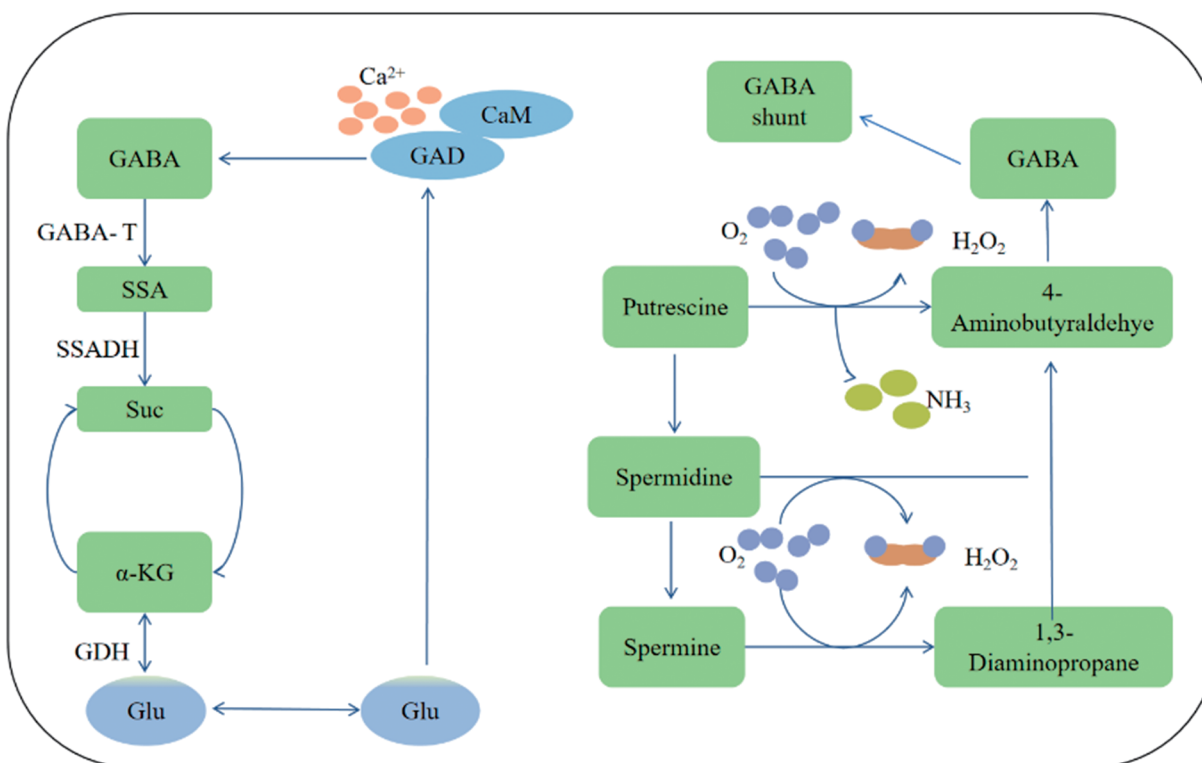 Ca²⁺
CaM
GAD
GABA
GABA- T
SSA
SSADH
Suc
α-KG
GDH
Glu
Glu
GABA
shunt
GABA
O₂
H₂O₂
Putrescine
4-
Aminobutyraldehye
NH₃
Spermidine
O₂
H₂O₂
Spermine
1,3-
Diaminopropane